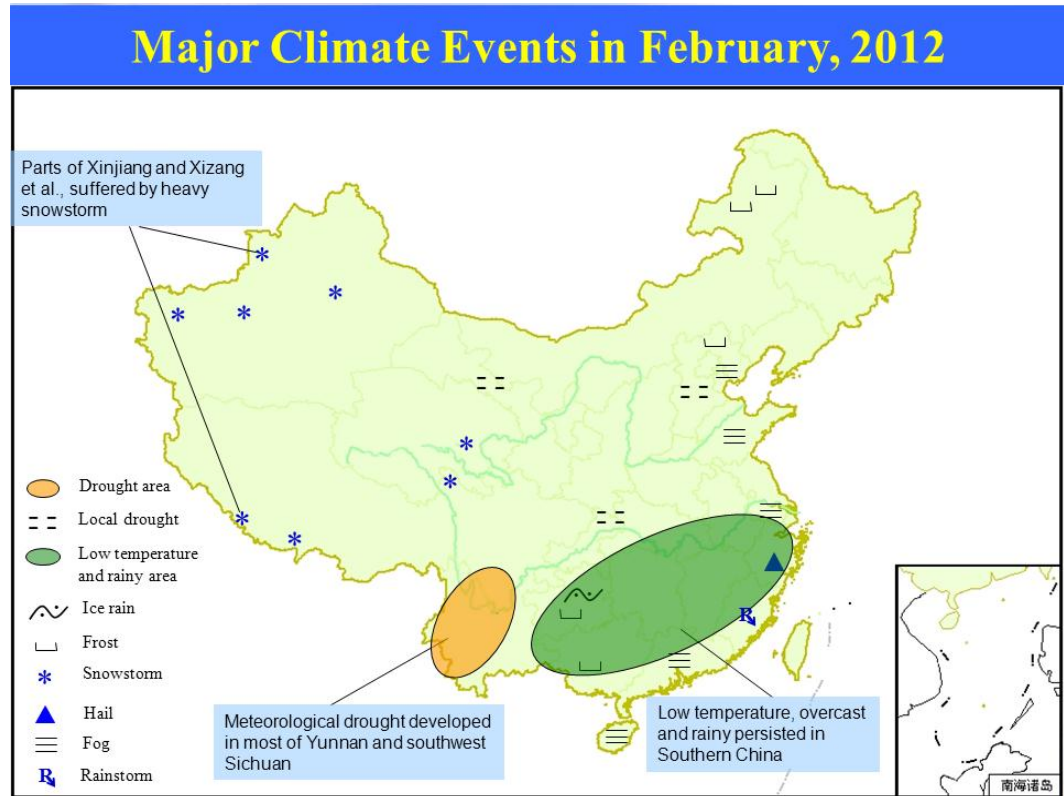 Major Climate Events in February, 2012
Parts of Xinjiang and Xizang
et al., suffered by heavy
snowstorm
Drought area
Local drought
Low temperature
and rainy area
Ice rain
Frost
Snowstorm
Hail
Fog
R Rainstorm
R
Meteorological drought developed
in most of Yunnan and southwest
Sichuan
Low temperature, overcast
and rainy persisted in
Southern China
南海诸岛